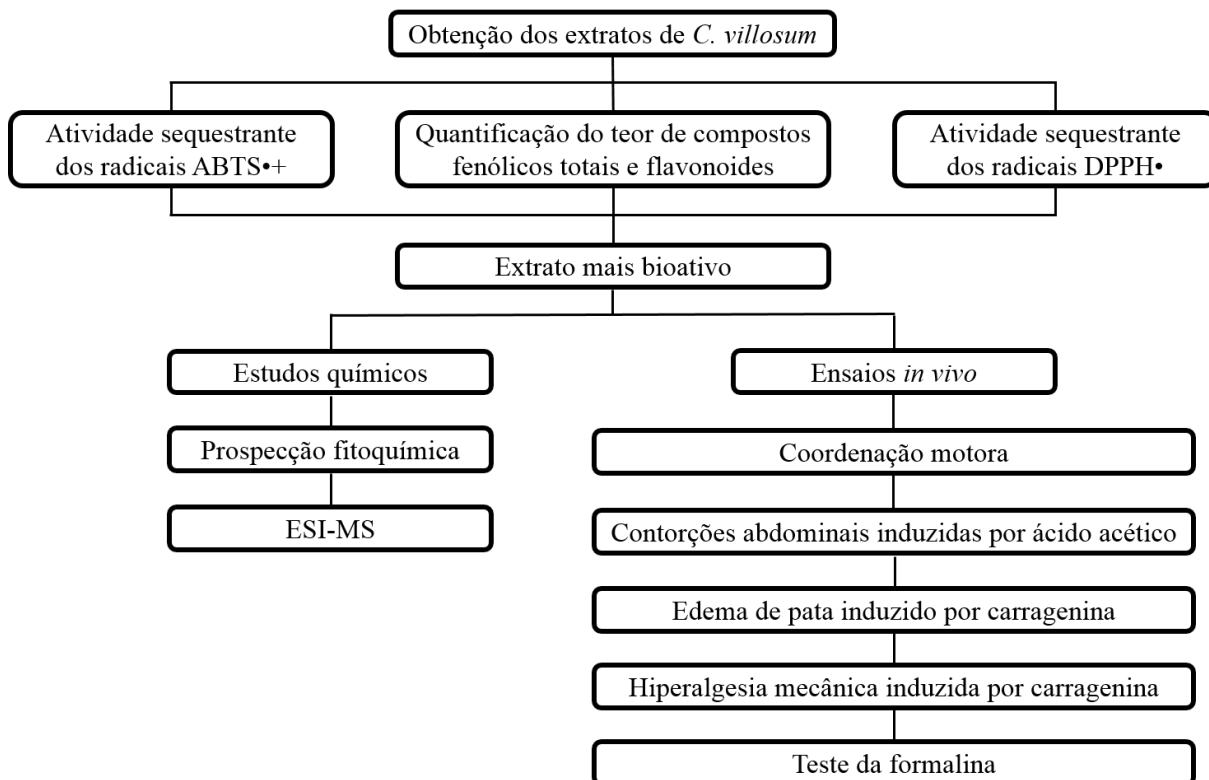 Obtenção dos extratos de C. villosum
Atividade sequestrante
dos radicais ABTS•+
Quantificação do teor de compostos
fenólicos totais e flavonoides
Atividade sequestrante
dos radicais DPPH•
Extrato mais bioativo
Estudos químicos
Ensaios in vivo
Prospecção fitoquímica
Coordenação motora
ESI-MS
Contorções abdominais induzidas por ácido acético
Edema de pata induzido por carragenina
Hiperalgesia mecânica induzida por carragenina
Teste da formalina